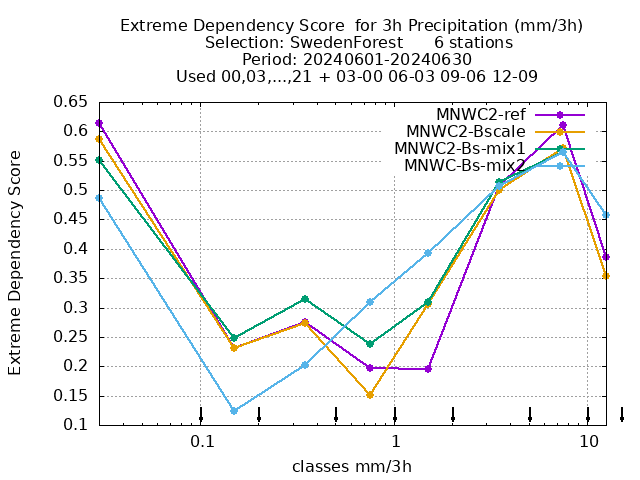 Extreme Dependency Score  for 3h Precipitation (mm/3h)
Selection: SwedenForest      6 stations
Period: 20240601-20240630
Used 00,03,...,21 + 03-00 06-03 09-06 12-09
MNWC2-ref
MNWC2-Bscale
MNWC2-Bs-mix1
MNWC-Bs-mix2
Extreme Dependency Score
0.65
0.6
0.55
0.5
0.45
0.4
0.35
0.3
0.25
0.2
0.15
0.1
0.1 1 10
classes mm/3h